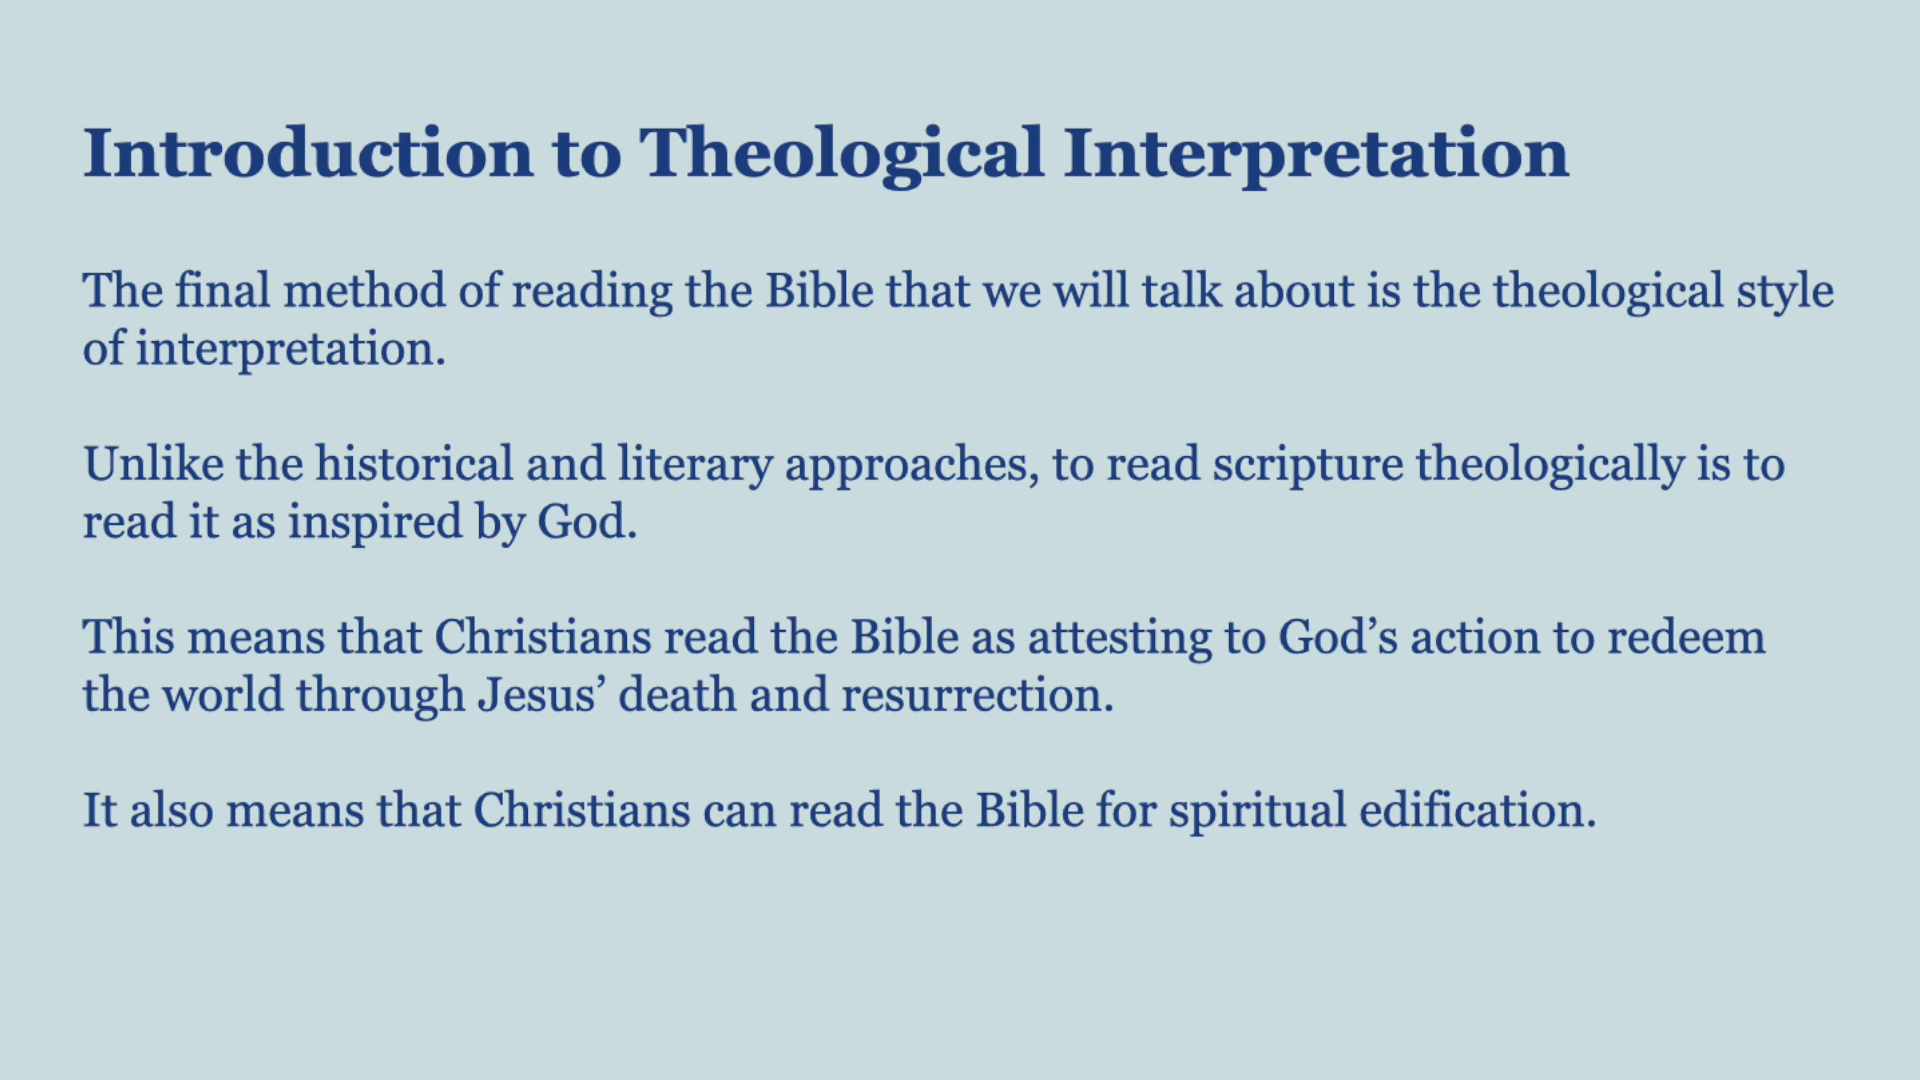 Introduction to Theological Interpretation
The final method of reading the Bible that we will talk about is the theological style
of interpretation.
Unlike the historical and literary approaches, to read scripture theologically is to
read it as inspired by God.
This means that Christians read the Bible as attesting to God’s action to redeem
the world through Jesus’ death and resurrection.
It also means that Christians can read the Bible for spiritual edification.